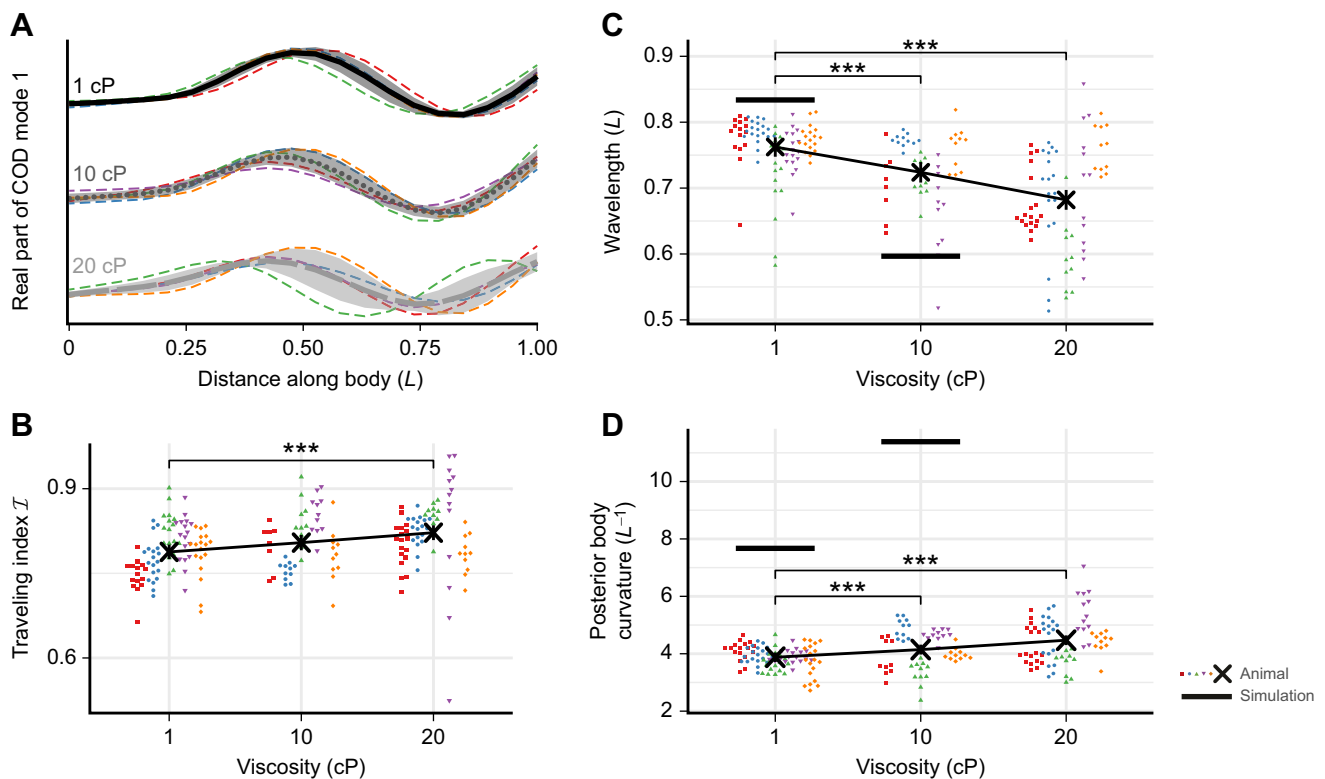 A
Real part of COD mode 1
1 cP
10 cP
20 cP
0 0.25 0.50 0.75 1.00
Distance along body (L)
B
Traveling index ℐ
0.9
0.6
***
1 10 20
Viscosity (cP)
C
Wavelength (L)
0.9
0.8
0.7
0.6
0.5
***
***
1 10 20
Viscosity (cP)
D
Posterior body
curvature (L⁻¹)
10
8
6
4
2
***
***
1 10 20
Viscosity (cP)
Animal
Simulation